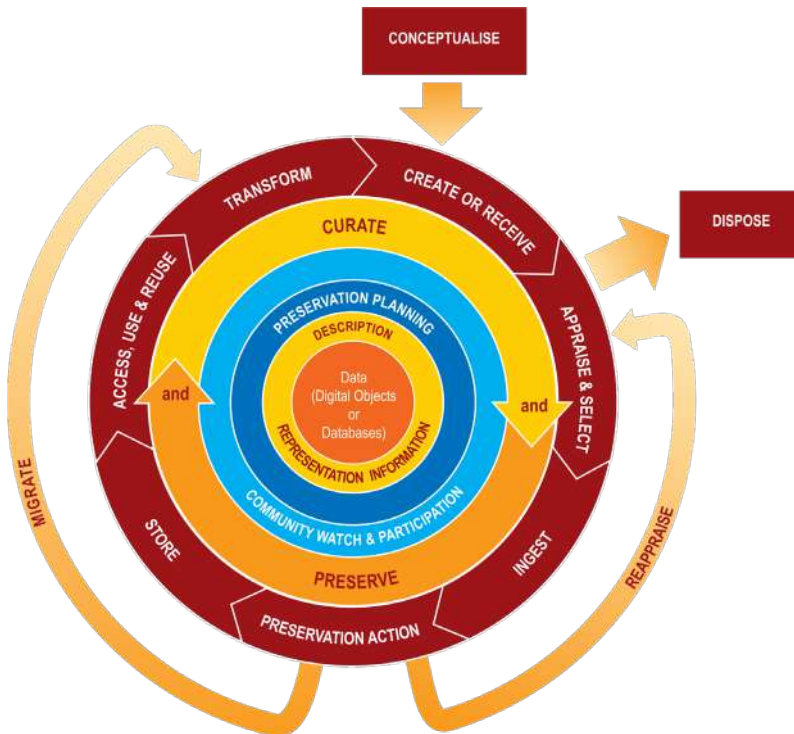 CONCEPTUALISE
CREATE OR RECEIVE
DISPOSE
APPRAISE & SELECT
REAPPRAISE
INGEST
PRESERVATION ACTION
STORE
MIGRATE
ACCESS, USE & REUSE
TRANSFORM
CURATE
and
PRESERVE
and
COMMUNITY WATCH & PARTICIPATION
PRESERVATION PLANNING
DESCRIPTION
REPRESENTATION INFORMATION
Data
(Digital Objects
or
Databases)